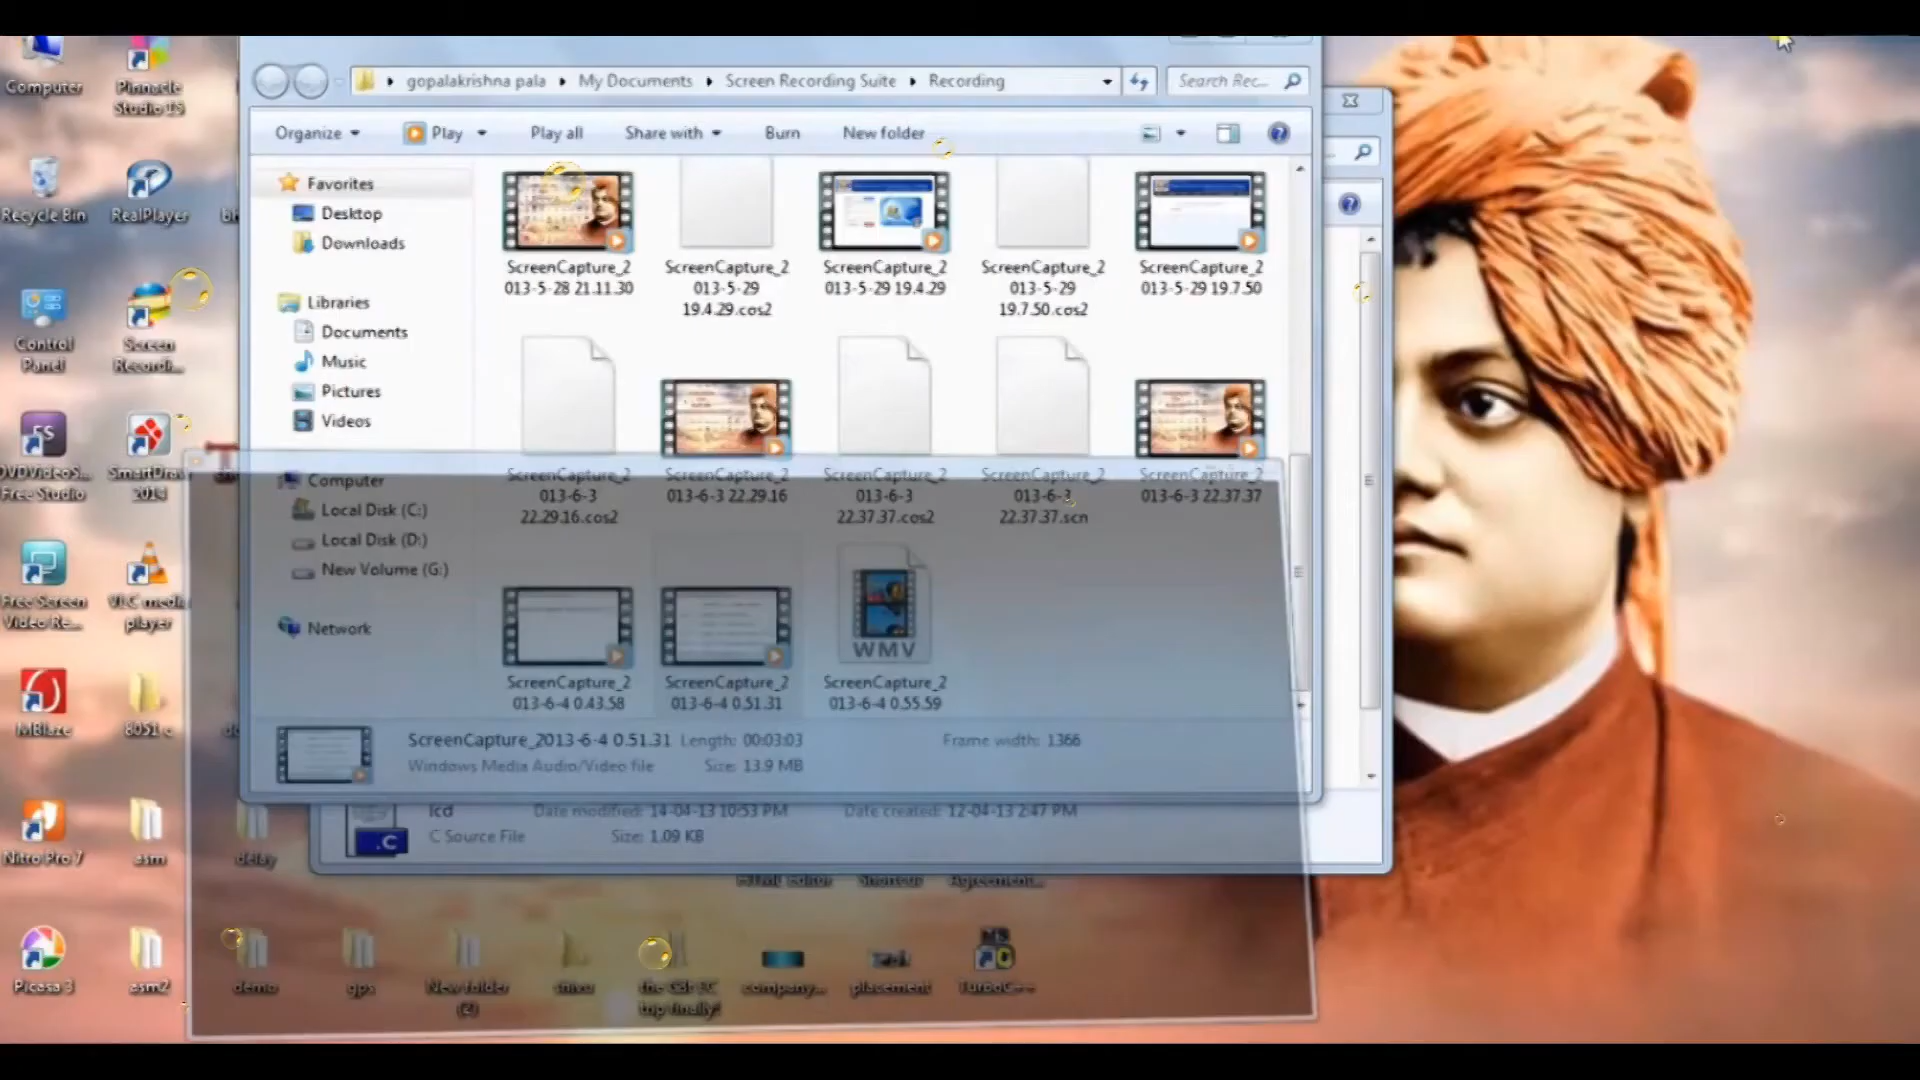 gopalakrishna pala
My Documents
Screen Recording Suite
Recording
Search Rec...
Organize
Play
Play all
Share with
Burn
New folder
Favorites
Desktop
Downloads
Libraries
Documents
Music
Pictures
Videos
Computer
Local Disk (C:)
Local Disk (D:)
New Volume (G:)
Network
ScreenCapture_2
013-5-28 21.11.30
ScreenCapture_2
013-5-29
19.4.29.cos2
ScreenCapture_2
013-5-29 19.4.29
ScreenCapture_2
013-5-29
19.7.50.cos2
ScreenCapture_2
013-5-29 19.7.50
ScreenCapture_2
013-6-3
22.29.16.cos2
ScreenCapture_2
013-6-3 22.29.16
ScreenCapture_2
013-6-3
22.37.37.cos2
ScreenCapture_2
013-6-3
22.37.37.scn
ScreenCapture_2
013-6-3 22.37.37
WMV
ScreenCapture_2
013-6-4 0.43.58
ScreenCapture_2
013-6-4 0.51.31
ScreenCapture_2
013-6-4 0.55.59
ScreenCapture_2013-6-4 0.51.31 Length: 00:03:03 Frame width: 1366
Windows Media Audio/Video file Size: 13.9 MB
lcd Date modified: 14-04-13 10:53 PM Date created: 12-04-13 2:47 PM
.C
C Source File Size: 1.09 KB
Computer
Pinnacle
Studio 15
Recycle Bin
RealPlayer
Control
Panel
Screen
Recordi...
DVDVideoS...
Free Studio
SmartDraw
2014
Free Screen
Video Re...
VLC media
player
MBlaze
8051 c
Nitro Pro 7
asm
delay
HTML Editor
Shortcut
Agreement...
Picasa 3
asm2
demo
gps
New folder
(2)
company...
placement
TurboC++